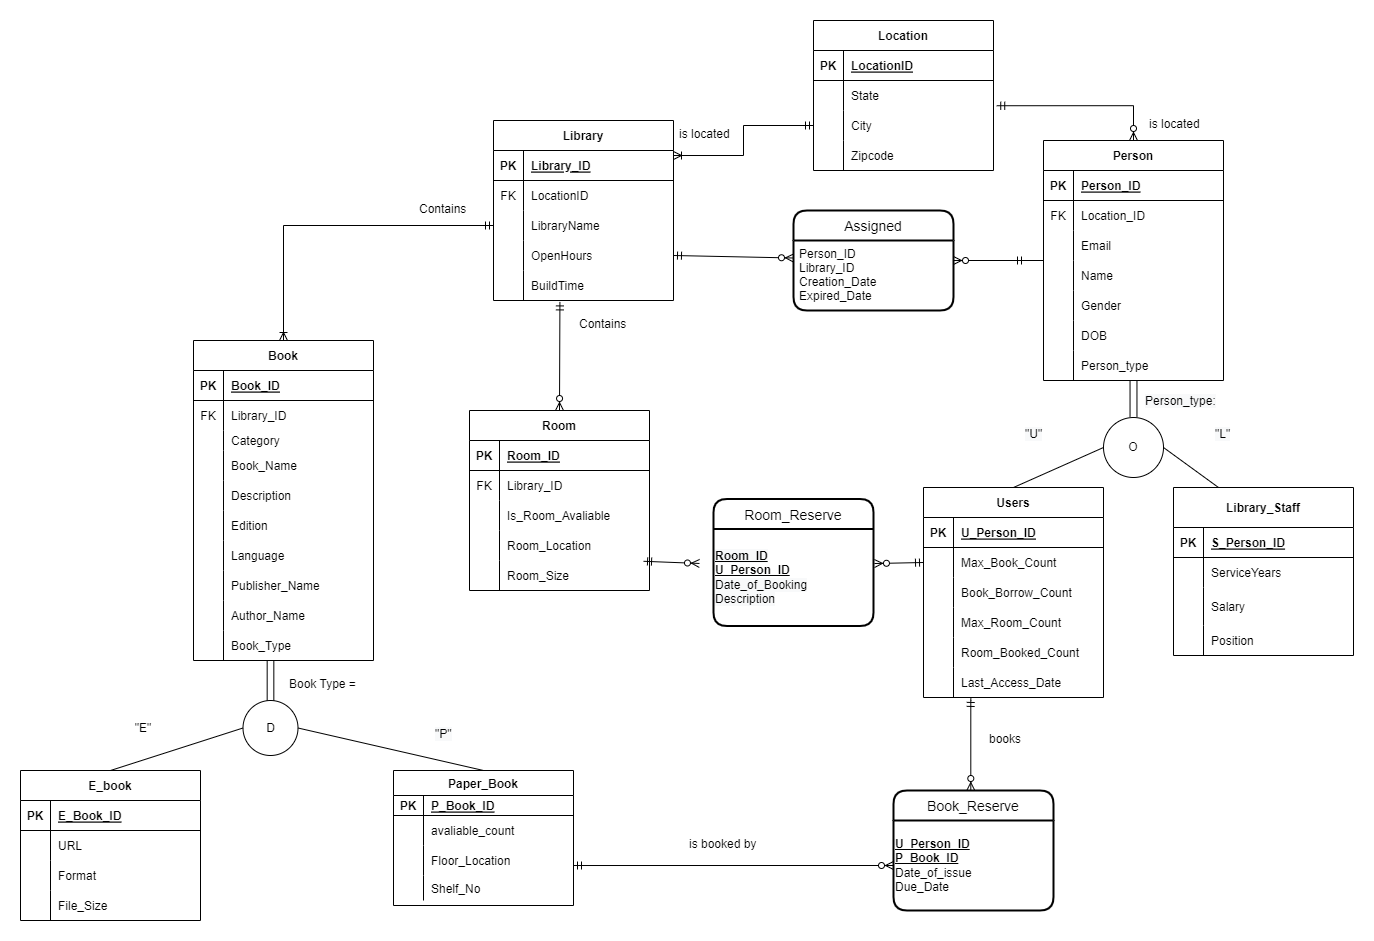 Location
PK LocationID
State
City
Zipcode
is located
is located
Library
PK Library_ID
FK LocationID
LibraryName
OpenHours
BuildTime
Person
PK Person_ID
FK Location_ID
Email
Name
Gender
DOB
Person_type
Contains
Assigned
Person_ID
Library_ID
Creation_Date
Expired_Date
Contains
Book
PK Book_ID
FK Library_ID
Category
Book_Name
Description
Edition
Language
Publisher_Name
Author_Name
Book_Type
Room
PK Room_ID
FK Library_ID
Is_Room_Avaliable
Room_Location
Room_Size
Person_type:
"U"
"L"
O
Room_Reserve
Room_ID
U_Person_ID
Date_of_Booking
Description
Users
PK U_Person_ID
Max_Book_Count
Book_Borrow_Count
Max_Room_Count
Room_Booked_Count
Last_Access_Date
Library_Staff
PK S_Person_ID
ServiceYears
Salary
Position
Book Type =
"E"
D
"P"
books
E_book
PK E_Book_ID
URL
Format
File_Size
Paper_Book
PK P_Book_ID
avaliable_count
Floor_Location
Shelf_No
is booked by
Book_Reserve
U_Person_ID
P_Book_ID
Date_of_issue
Due_Date